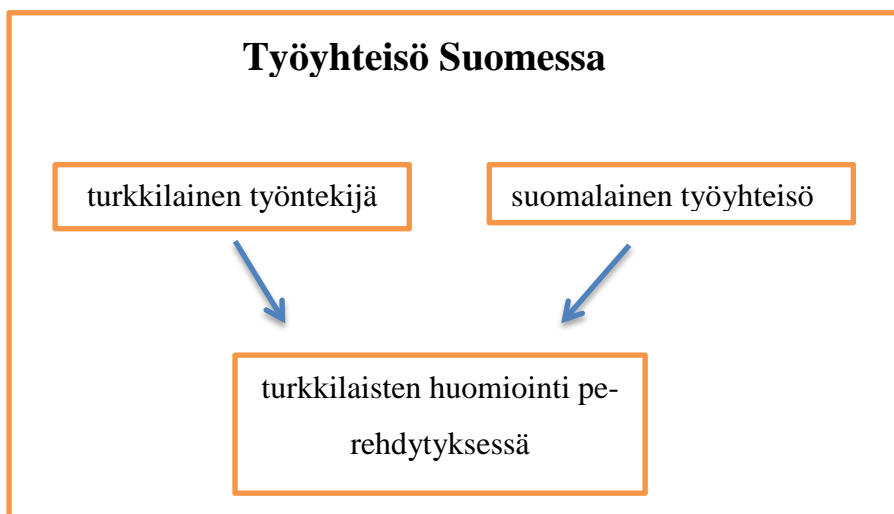 Työyhteisö Suomessa
turkkilainen työntekijä
suomalainen työyhteisö
turkkilaisten huomiointi pe-
rehdytyksessä